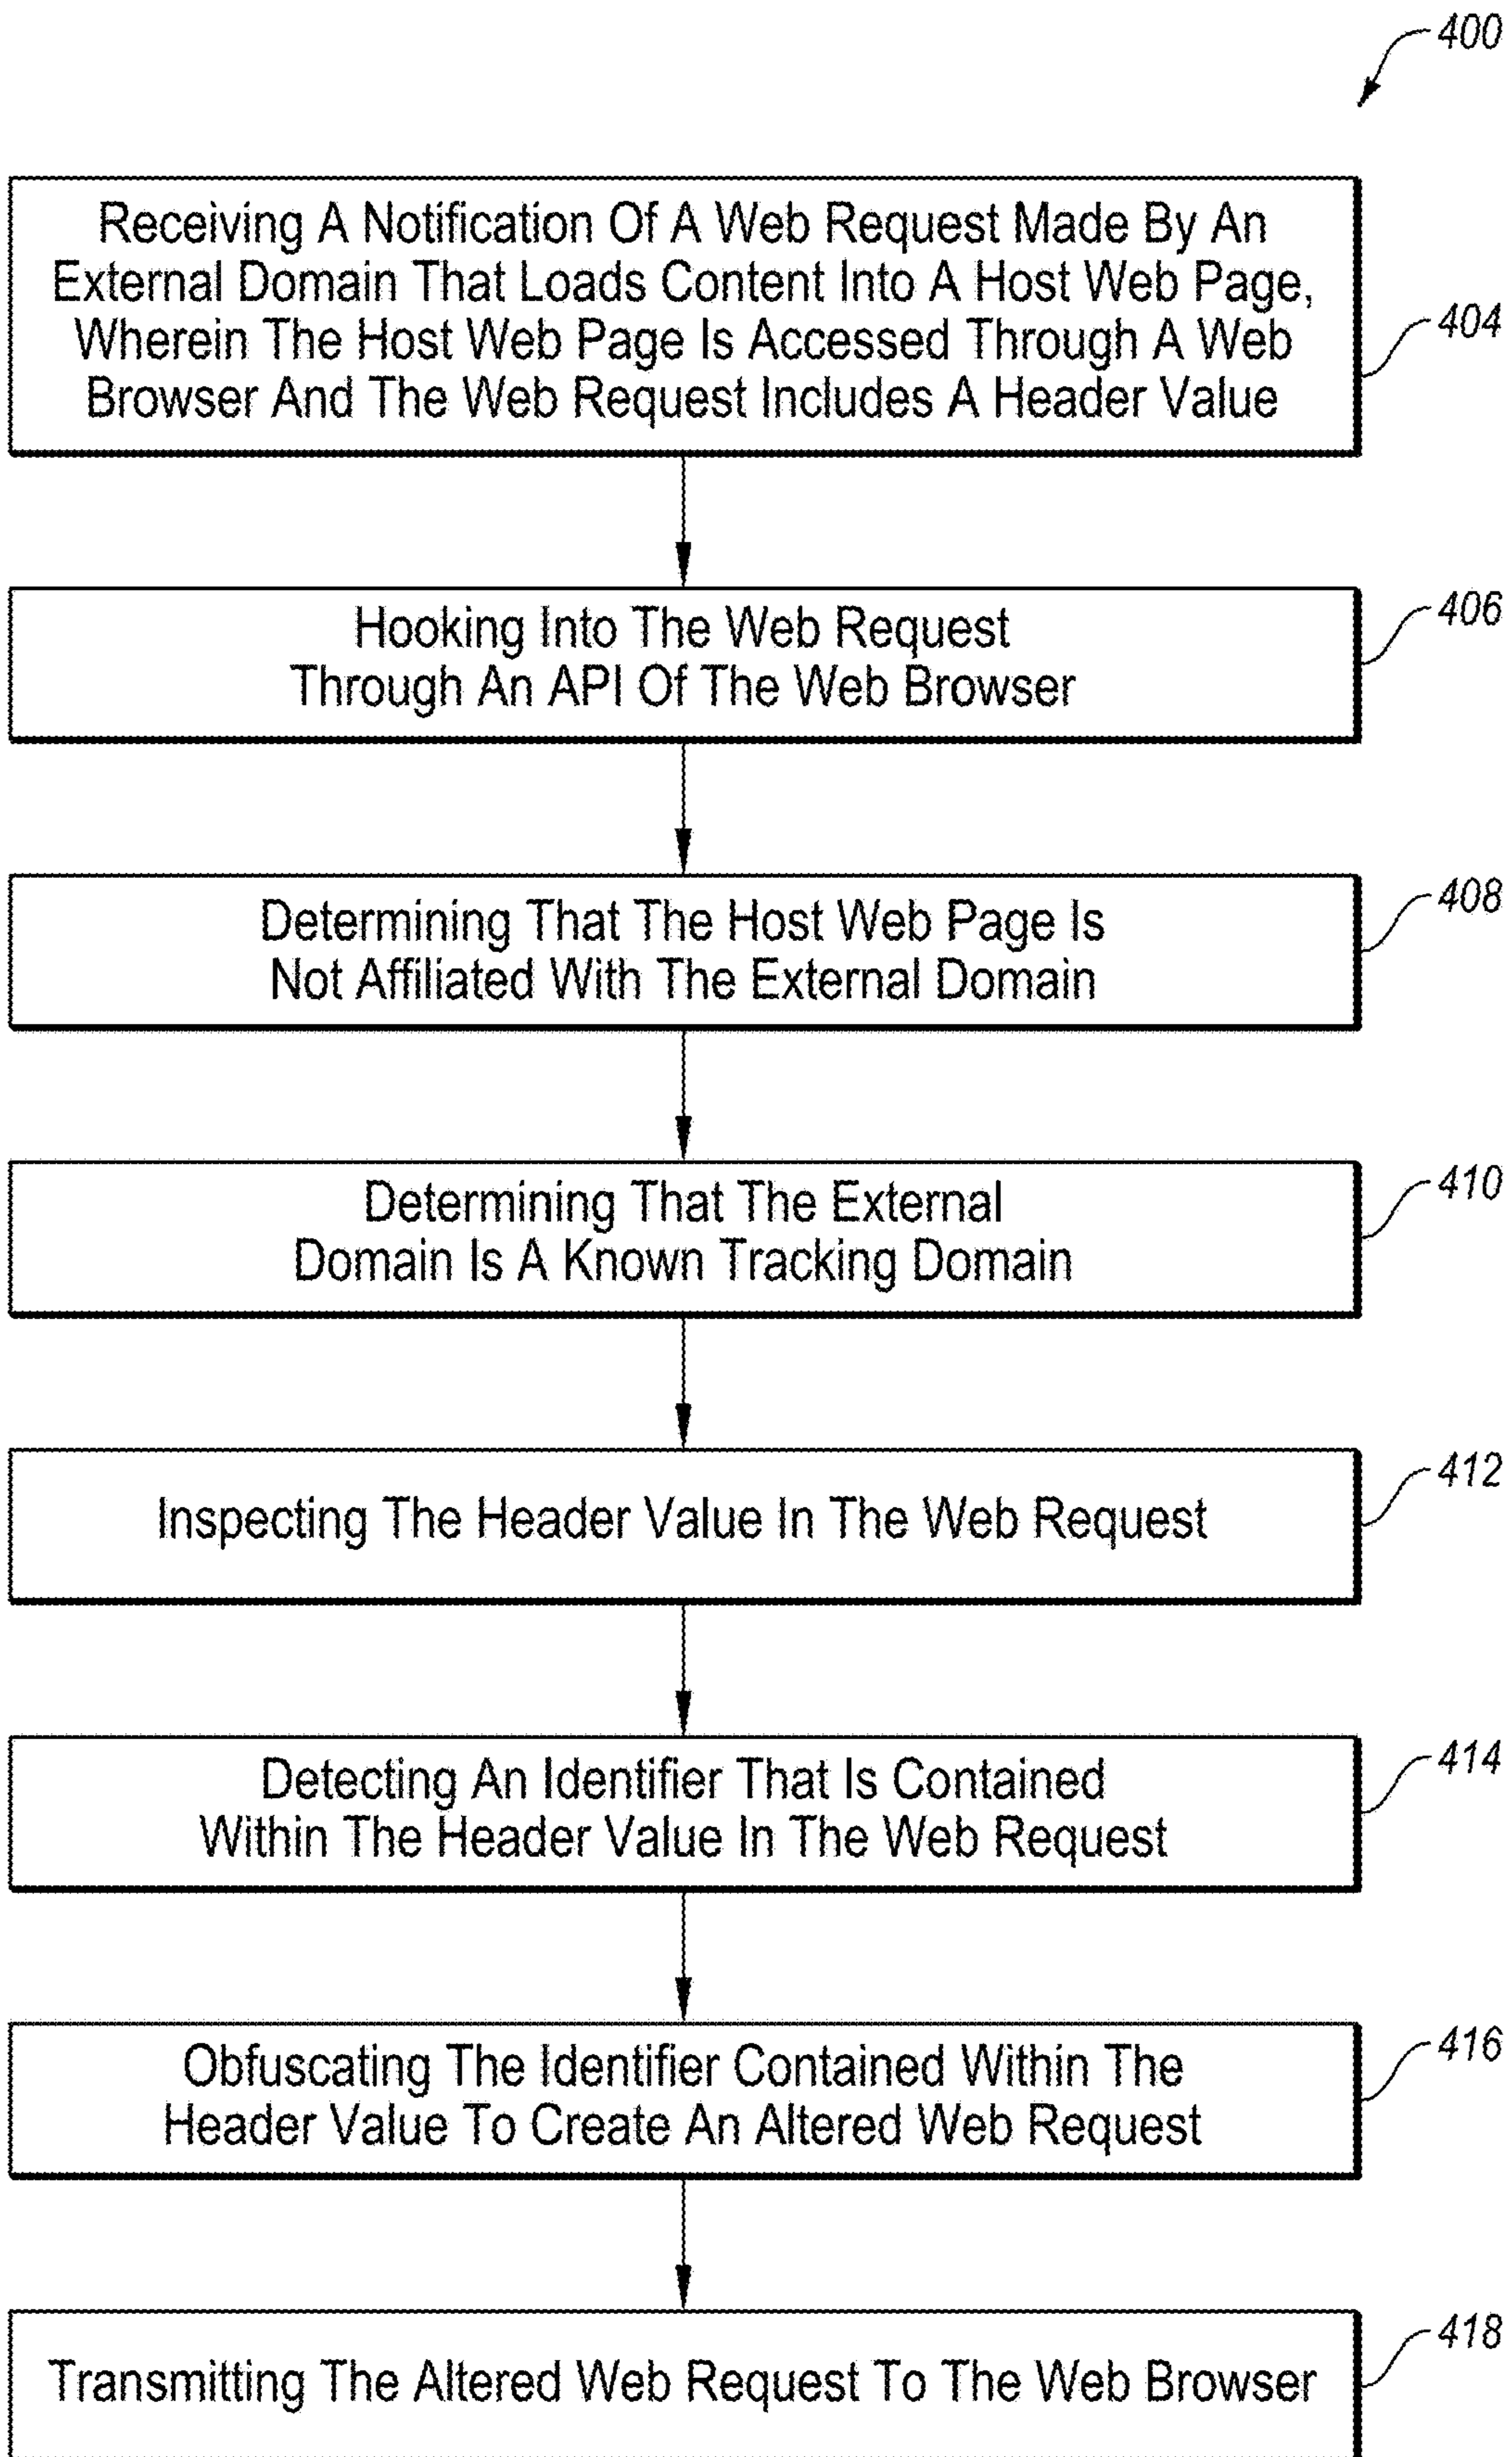 400
Receiving A Notification Of A Web Request Made By An
External Domain That Loads Content Into A Host Web Page,
Wherein The Host Web Page Is Accessed Through A Web
Browser And The Web Request Includes A Header Value
404
Hooking Into The Web Request
Through An API Of The Web Browser
406
Determining That The Host Web Page Is
Not Affiliated With The External Domain
408
Determining That The External
Domain Is A Known Tracking Domain
410
Inspecting The Header Value In The Web Request
412
Detecting An Identifier That Is Contained
Within The Header Value In The Web Request
414
Obfuscating The Identifier Contained Within The
Header Value To Create An Altered Web Request
416
Transmitting The Altered Web Request To The Web Browser
418